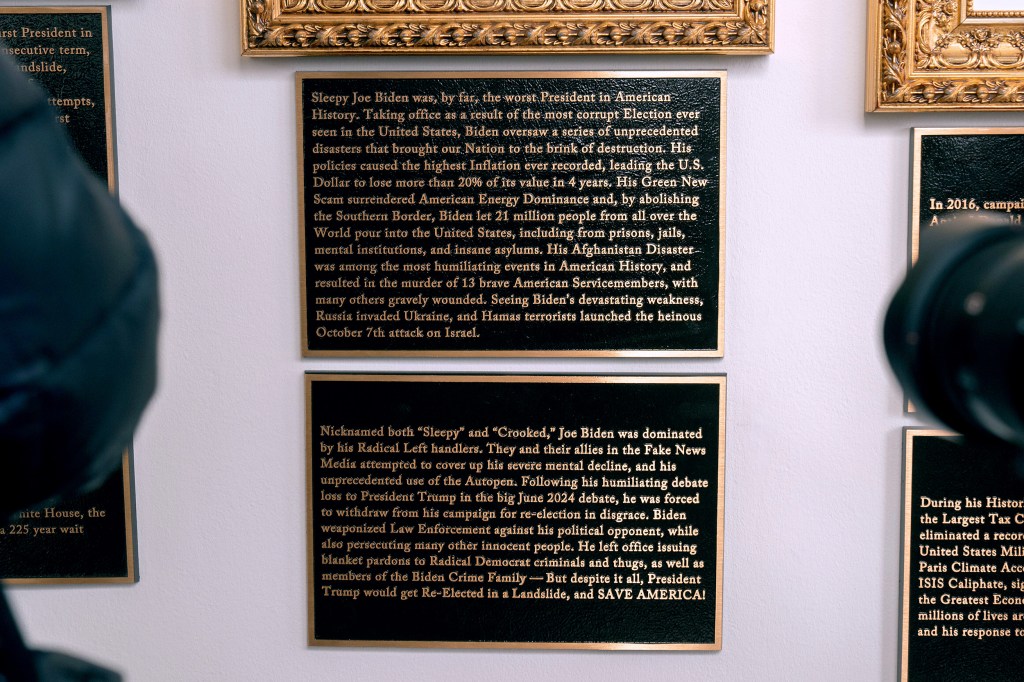 rst President in
nsecutive term,
ndslide,
ttempts,
rst
hite House, the
a 225 year wait
Sleepy Joe Biden was, by far, the worst President in American
History. Taking office as a result of the most corrupt Election ever
seen in the United States, Biden oversaw a series of unprecedented
disasters that brought our Nation to the brink of destruction. His
policies caused the highest Inflation ever recorded, leading the U.S.
Dollar to lose more than 20% of its value in 4 years. His Green New
Scam surrendered American Energy Dominance and, by abolishing
the Southern Border, Biden let 21 million people from all over the
World pour into the United States, including from prisons, jails,
mental institutions, and insane asylums. His Afghanistan Disaster
was among the most humiliating events in American History, and
resulted in the murder of 13 brave American Servicemembers, with
many others gravely wounded. Seeing Biden's devastating weakness,
Russia invaded Ukraine, and Hamas terrorists launched the heinous
October 7th attack on Israel.
Nicknamed both "Sleepy" and "Crooked," Joe Biden was dominated
by his Radical Left handlers. They and their allies in the Fake News
Media attempted to cover up his severe mental decline, and his
unprecedented use of the Autopen. Following his humiliating debate
loss to President Trump in the big June 2024 debate, he was forced
to withdraw from his campaign for re-election in disgrace. Biden
weaponized Law Enforcement against his political opponent, while
also persecuting many other innocent people. He left office issuing
blanket pardons to Radical Democrat criminals and thugs, as well as
members of the Biden Crime Family — But despite it all, President
Trump would get Re-Elected in a Landslide, and SAVE AMERICA!
In 2016, campai
During his Histor
the Largest Tax C
eliminated a recor
United States Mili
Paris Climate Acco
ISIS Caliphate, sig
the Greatest Econo
millions of lives ar
and his response to